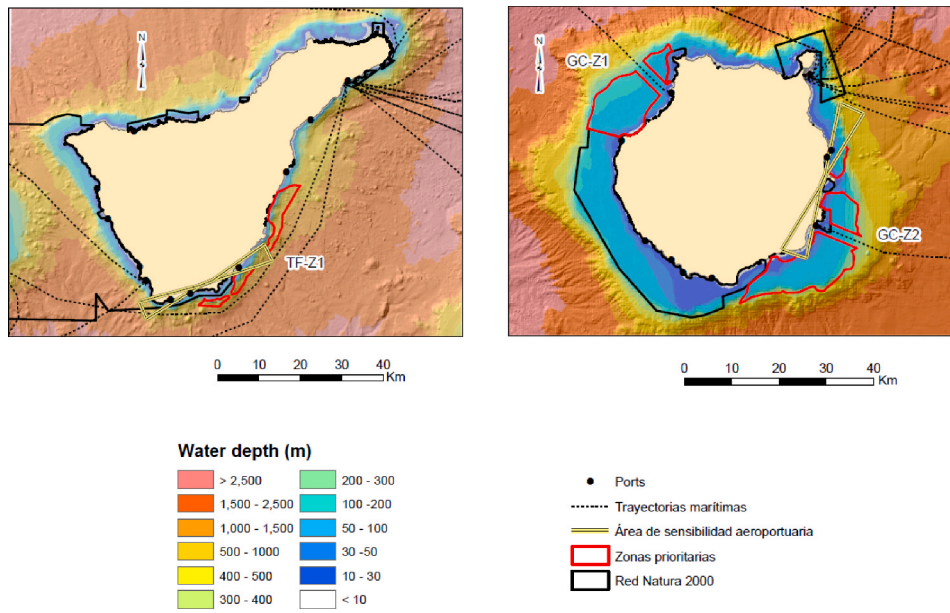 N
TF-Z1
0 10 20 30 40
Km
N
GC-Z1
GC-Z2
0 10 20 30 40
Km
Water depth (m)
> 2,500
1,500 - 2,500
1,000 - 1,500
500 - 1000
400 - 500
300 - 400
200 - 300
100 -200
50 - 100
30 -50
10 - 30
< 10
Ports
Trayectorias marítimas
Área de sensibilidad aeroportuaria
Zonas prioritarias
Red Natura 2000